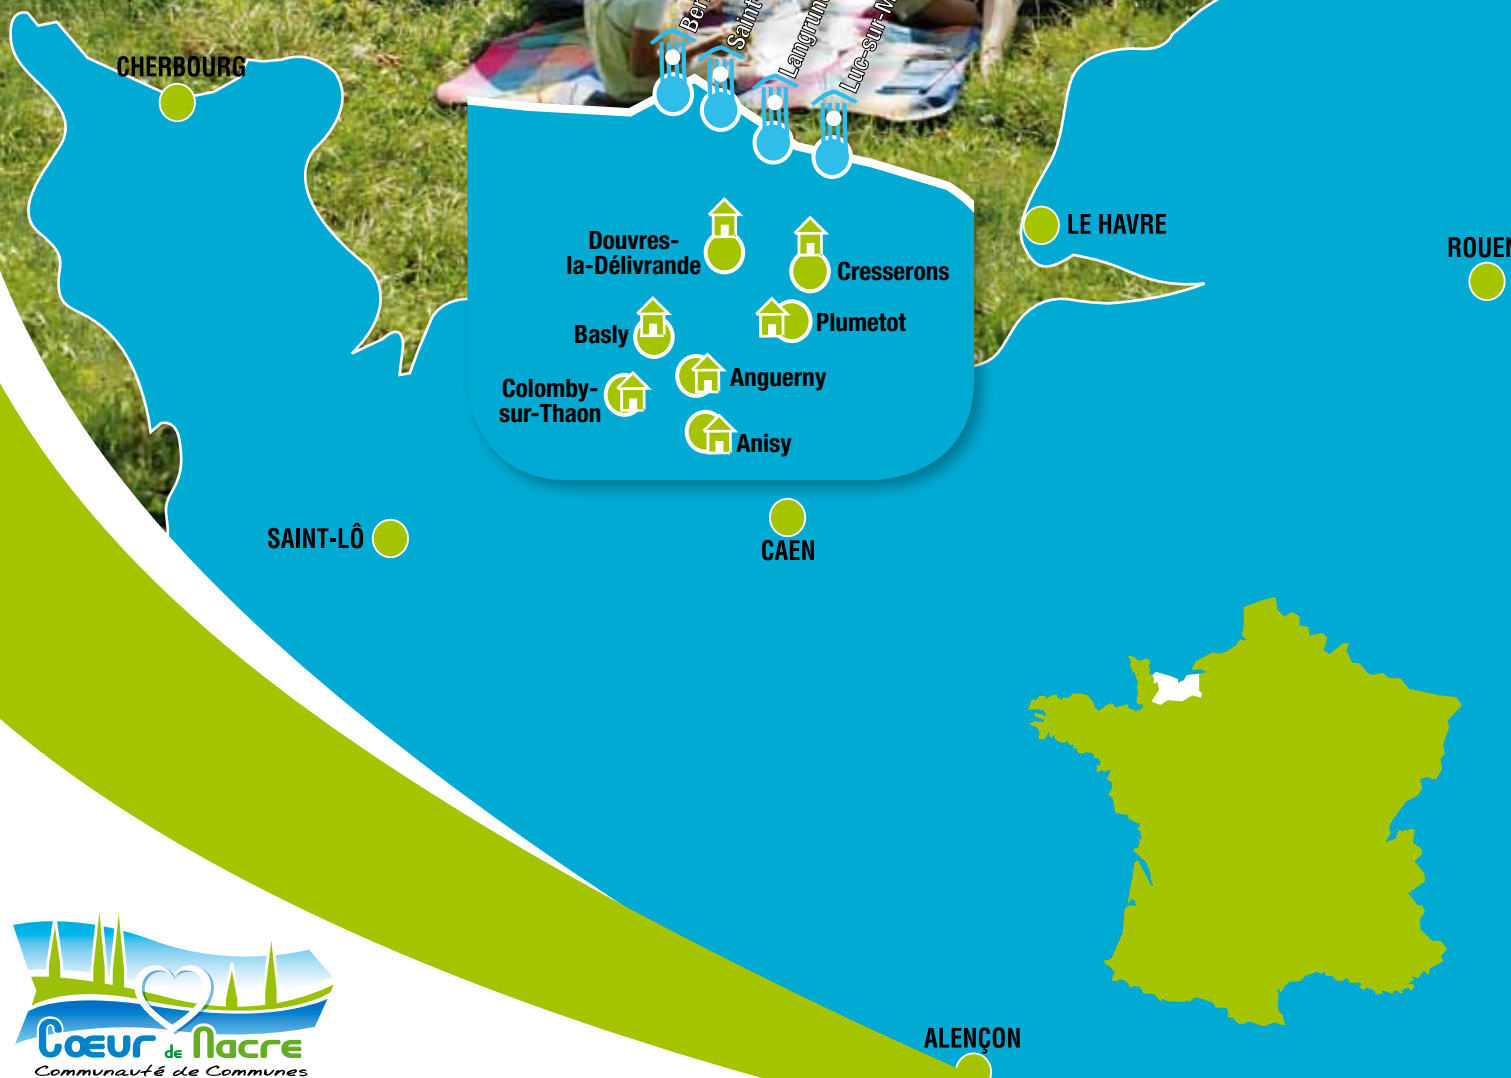 CHERBOURG
LE HAVRE
ROUEN
Douvres-
la-Délivrande
Cresserons
Basly
Plumetot
Colomby-
sur-Thaon
Anguerny
Anisy
SAINT-LÔ
CAEN
ALENÇON
Cœur de Nacre
Communauté de Communes